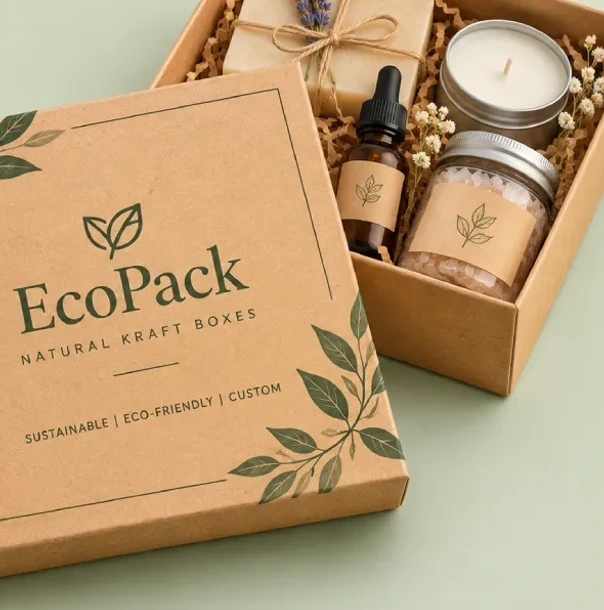 EcoPack
NATURAL KRAFT BOXES
SUSTAINABLE | ECO-FRIENDLY | CUSTOM